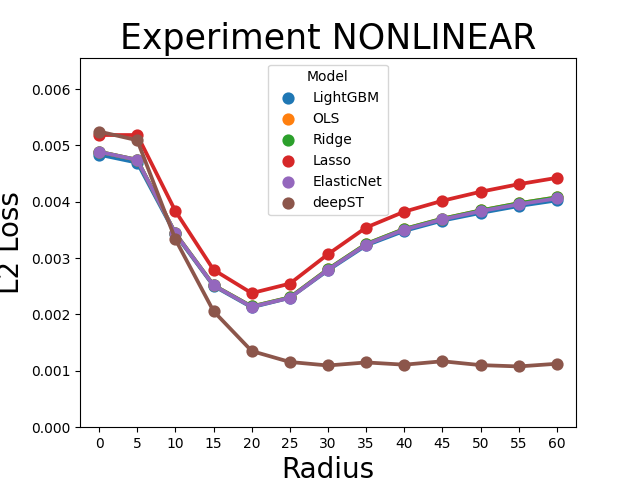 Experiment NONLINEAR
Model
LightGBM
OLS
Ridge
Lasso
ElasticNet
deepST
L2 Loss
0.006
0.005
0.004
0.003
0.002
0.001
0.000
0 5 10 15 20 25 30 35 40 45 50 55 60
Radius